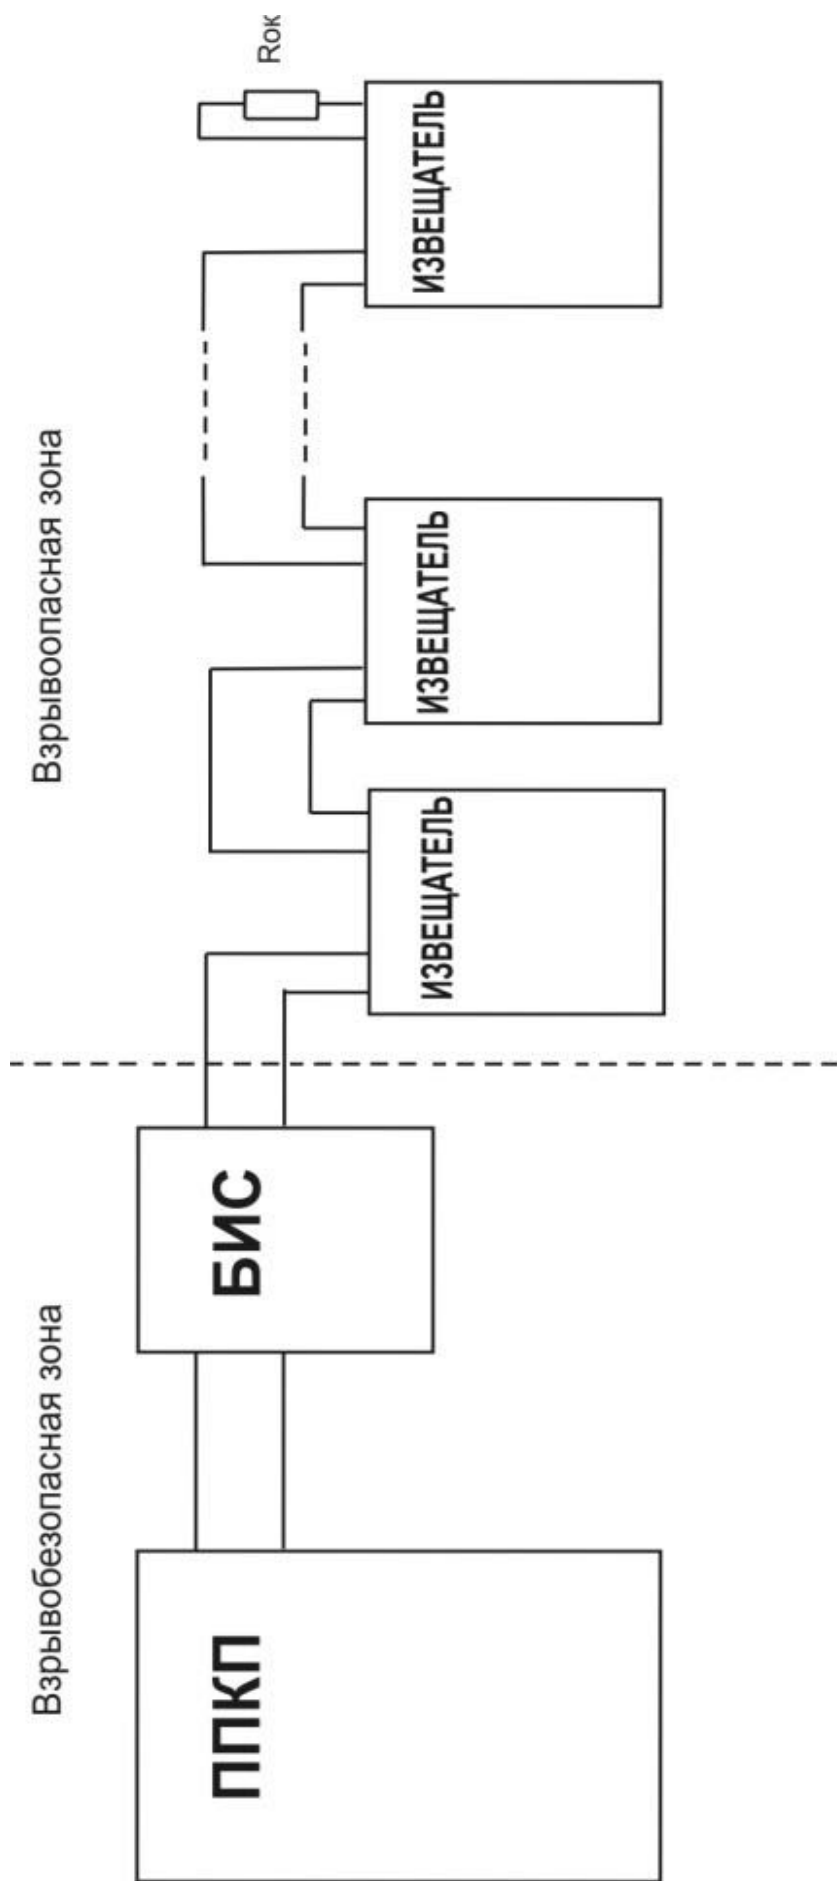 Взрывобезопасная зона
Взрывоопасная зона
ППКП
БИС
ИЗВЕЩАТЕЛЬ
ИЗВЕЩАТЕЛЬ
ИЗВЕЩАТЕЛЬ
Rок